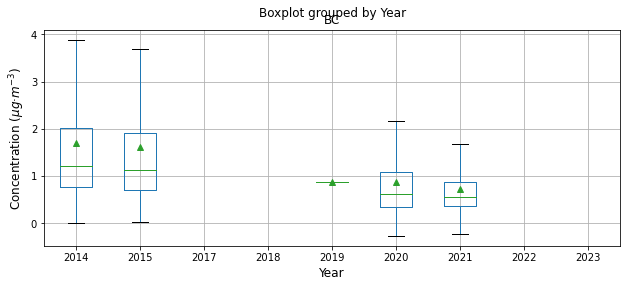 Boxplot grouped by Year
BC
Concentration (μg·m⁻³)
4
3
2
1
0
2014 2015 2017 2018 2019 2020 2021 2022 2023
Year